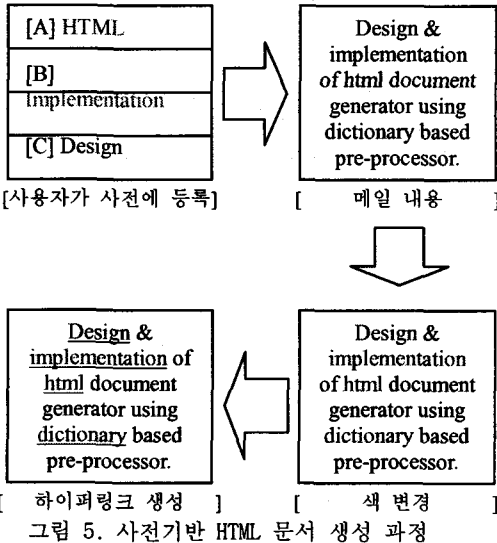 [A] HTML
[B]
Implementation
[C] Design
[사용자가 사전에 등록]
Design &
implementation
of html document
generator using
dictionary based
pre-processor.
[ 메일 내용 ]
Design &
implementation of
html document
generator using
dictionary based
pre-processor.
[ 하이퍼링크 생성 ]
Design &
implementation
of html document
generator using
dictionary based
pre-processor.
[ 색 변경 ]
그림 5. 사전기반 HTML 문서 생성 과정